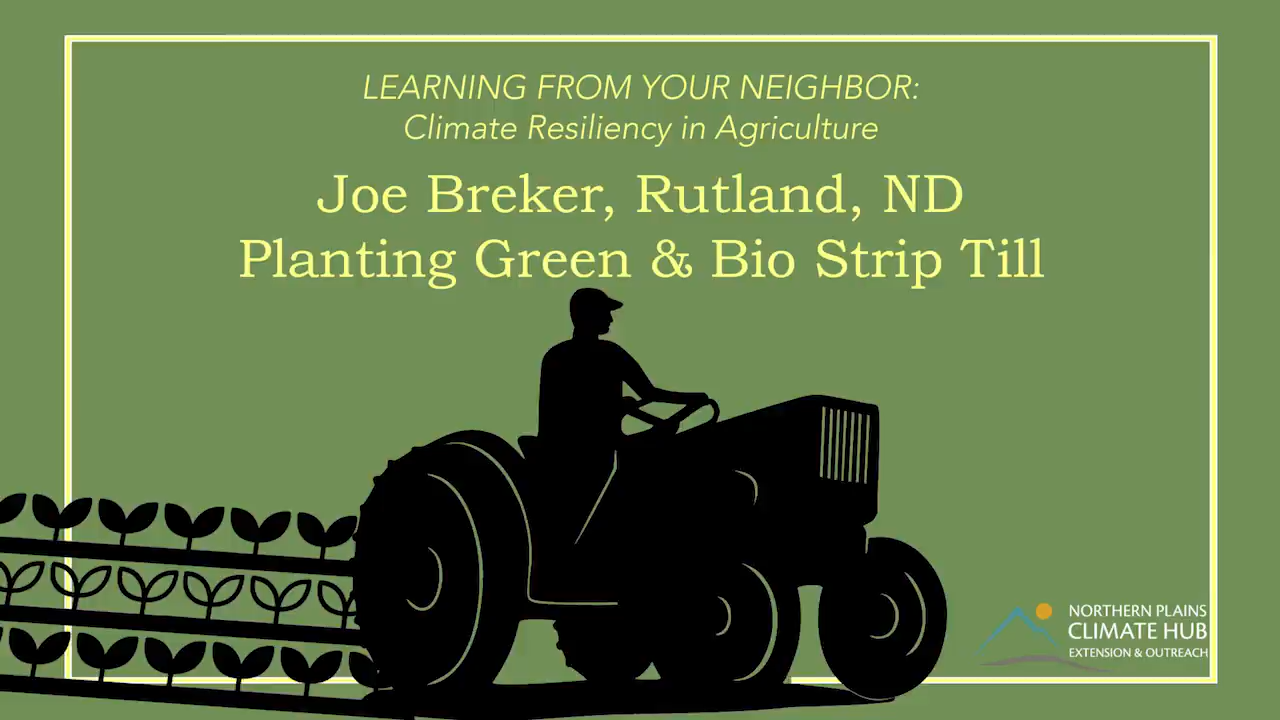 LEARNING FROM YOUR NEIGHBOR:
Climate Resiliency in Agriculture
Joe Breker, Rutland, ND
Planting Green & Bio Strip Till
NORTHERN PLAINS
CLIMATE HUB
EXTENSION & OUTREACH